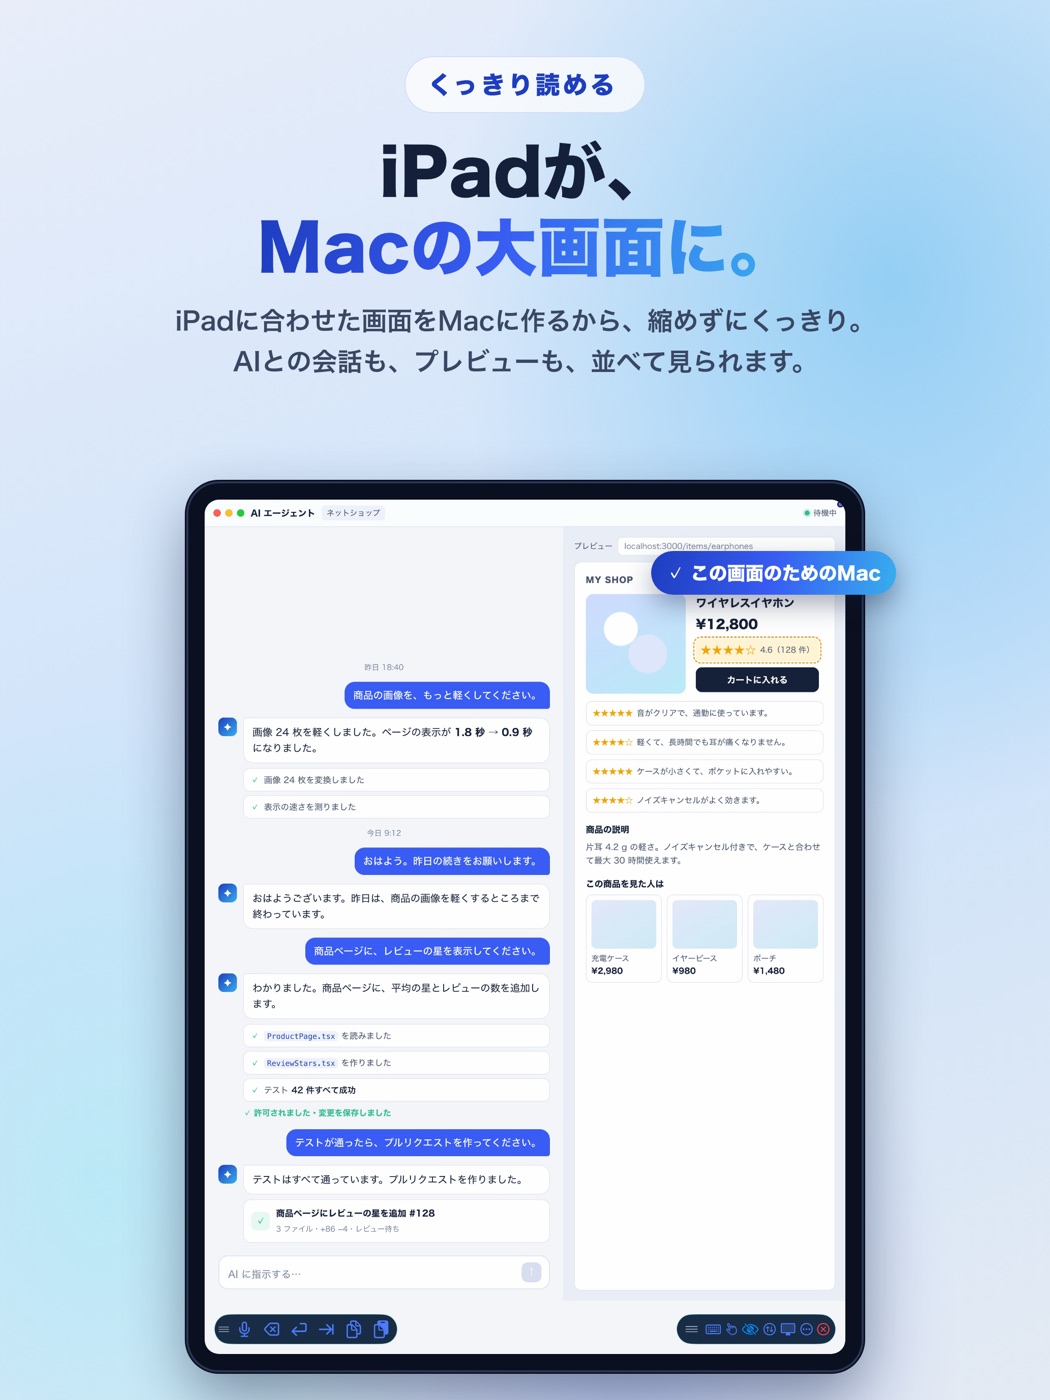 くっきり読める
iPadが、
Macの大画面に。
iPadに合わせた画面をMacに作るから、縮めずにくっきり。
AIとの会話も、プレビューも、並べて見られます。
AI エージェント ネットショップ
待機中
昨日 18:40
商品の画像を、もっと軽くしてください。
画像 24 枚を軽くしました。ページの表示が 1.8 秒 → 0.9 秒
になりました。
✓ 画像 24 枚を変換しました
✓ 表示の速さを測りました
今日 9:12
おはよう。昨日の続きをお願いします。
おはようございます。昨日は、商品の画像を軽くするところまで
終わっています。
商品ページに、レビューの星を表示してください。
わかりました。商品ページに、平均の星とレビューの数を追加し
ます。
✓ ProductPage.tsx を読みました
✓ ReviewStars.tsx を作りました
✓ テスト 42 件すべて成功
✓ 許可されました・変更を保存しました
テストが通ったら、プルリクエストを作ってください。
テストはすべて通っています。プルリクエストを作りました。
✓ 商品ページにレビューの星を追加 #128
3 ファイル・+86 −4・レビュー待ち
AI に指示する…
プレビュー localhost:3000/items/earphones
✓ この画面のためのMac
MY SHOP
ワイヤレスイヤホン
¥12,800
★★★★☆ 4.6（128 件）
カートに入れる
★★★★★ 音がクリアで、通勤に使っています。
★★★★☆ 軽くて、長時間でも耳が痛くなりません。
★★★★★ ケースが小さくて、ポケットに入れやすい。
★★★★☆ ノイズキャンセルがよく効きます。
商品の説明
片耳 4.2 g の軽さ。ノイズキャンセル付きで、ケースと合わせ
て最大 30 時間使えます。
この商品を見た人は
充電ケース
¥2,980
イヤーピース
¥980
ポーチ
¥1,480